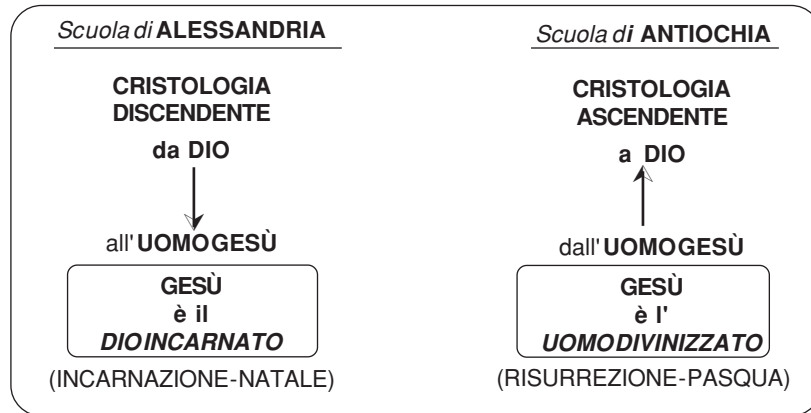 Scuola di ALESSANDRIA
CRISTOLOGIA
DISCENDENTE
da DIO
all'UOMOGESÙ
GESÙ
è il
DIOINCARNATO
(INCARNAZIONE-NATALE)
Scuola di ANTIOCHIA
CRISTOLOGIA
ASCENDENTE
a DIO
dall'UOMOGESÙ
GESÙ
è l'
UOMODIVINIZZATO
(RISURREZIONE-PASQUA)